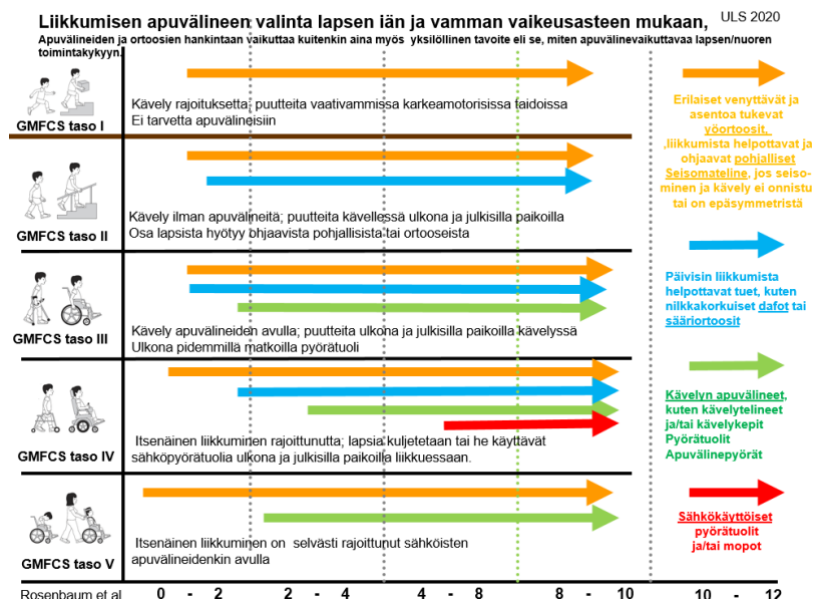 Liikkumisen apuvälineen valinta lapsen iän ja vamman vaikeusasteen mukaan,
ULS 2020
Apuvälineiden ja ortoosien hankintaan vaikuttaa kuitenkin aina myös yksilöllinen tavoite eli se, miten apuvälinevaikuttavaa lapsen/nuoren
toimintakykyyn.
GMFCS taso I
Kävely rajoituksetta; puutteita vaativammissa karkeamotorisissa taidoissa
Ei tarvetta apuvälineisiin
GMFCS taso II
Kävely ilman apuvälineitä; puutteita kävellessä ulkona ja julkisilla paikoilla
Osa lapsista hyötyy ohjaavista pohjallisista tai ortooseista
GMFCS taso III
Kävely apuvälineiden avulla; puutteita ulkona ja julkisilla paikoilla kävelyssä
Ulkona pidemmillä matkoilla pyörätuoli
GMFCS taso IV
Itsenäinen liikkuminen rajoittunutta; lapsia kuljetetaan tai he käyttävät
sähköpyörätuolia ulkona ja julkisilla paikoilla liikkuessaan.
GMFCS taso V
Itsenäinen liikkuminen on selvästi rajoittunut sähköisten
apuvälineidenkin avulla
Erilaiset venyttävät ja
asentoa tukevat
yöortoosit,
,liikkumista helpottavat ja
ohjaavat pohjalliset
Seisomateline, jos seiso-
minen ja kävely ei onnistu
tai on epäsymmetristä
Päivisin liikkumista
helpottavat tuet, kuten
nilkkakorkuiset dafot tai
sääriortoosit
Kävelyn apuvälineet,
kuten kävelytelineet
ja/tai kävelykepit
Pyörätuolit
Apuvälinepyörät
Sähkökäyttöiset
pyörätuolit
ja/tai mopot
Rosenbaum et al
0 - 2 2 - 4 4 - 8 8 - 10 10 - 12